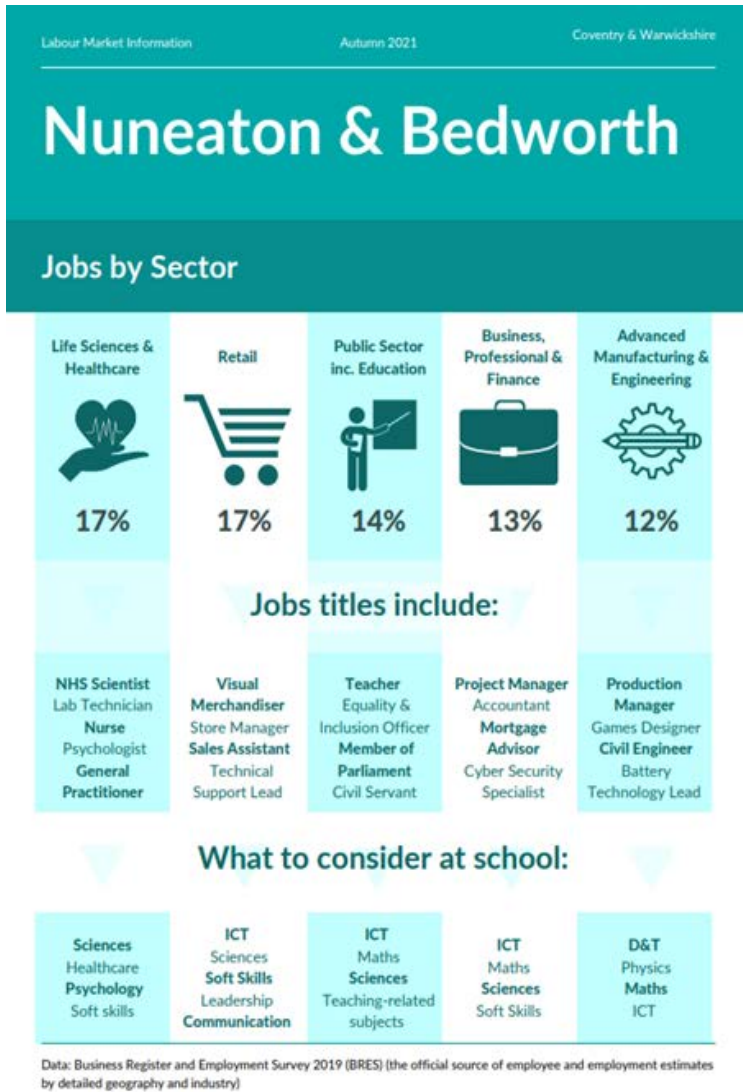 Labour Market Information
Autumn 2021
Coventry & Warwickshire
Nuneaton & Bedworth
Jobs by Sector
Life Sciences &
Healthcare
17%
Retail
17%
Public Sector
inc. Education
14%
Business,
Professional &
Finance
13%
Advanced
Manufacturing &
Engineering
12%
Jobs titles include:
NHS Scientist
Lab Technician
Nurse
Psychologist
General
Practitioner
Visual
Merchandiser
Store Manager
Sales Assistant
Technical
Support Lead
Teacher
Equality &
Inclusion Officer
Member of
Parliament
Civil Servant
Project Manager
Accountant
Mortgage
Advisor
Cyber Security
Specialist
Production
Manager
Games Designer
Civil Engineer
Battery
Technology Lead
What to consider at school:
Sciences
Healthcare
Psychology
Soft skills
ICT
Sciences
Soft Skills
Leadership
Communication
ICT
Maths
Sciences
Teaching-related
subjects
ICT
Maths
Sciences
Soft Skills
D&T
Physics
Maths
ICT
Data: Business Register and Employment Survey 2019 (BRES) (the official source of employee and employment estimates
by detailed geography and industry)